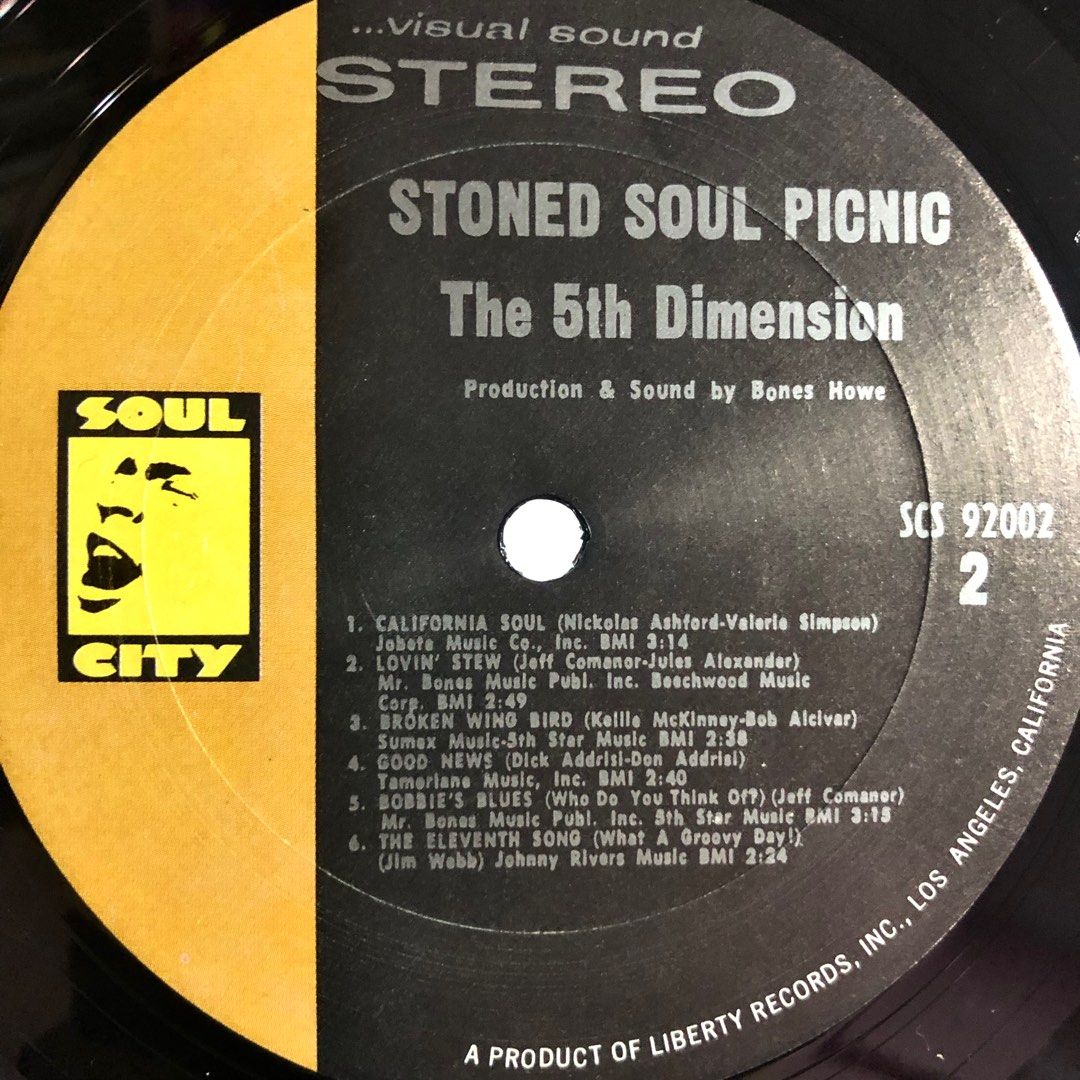 ...visual sound
STEREO
STONED SOUL PICNIC
The 5th Dimension
Production & Sound by Bones Howe
SOUL
CITY
SCS 92002
2
1. CALIFORNIA SOUL (Nickolas Ashford-Valerie Simpson)
Jobete Music Co., Inc. BMI 3:14
2. LOVIN' STEW (Jeff Comanor-Jules Alexander)
Mr. Bones Music Publ. Inc. Beechwood Music
Corp. BMI 2:49
3. BROKEN WING BIRD (Kellie McKinney-Bob Alcivar)
Sumax Music-5th Star Music BMI 2:38
4. GOOD NEWS (Dick Addrisi-Don Addrisi)
Tamerlane Music, Inc. BMI 2:40
5. BOBBIE'S BLUES (Who Do You Think Of?) (Jeff Comanor)
Mr. Bones Music Publ. Inc. 5th Star Music BMI 3:15
6. THE ELEVENTH SONG (What A Groovy Day!)
(Jim Webb) Johnny Rivers Music BMI 2:24
A PRODUCT OF LIBERTY RECORDS, INC., LOS ANGELES, CALIFORNIA